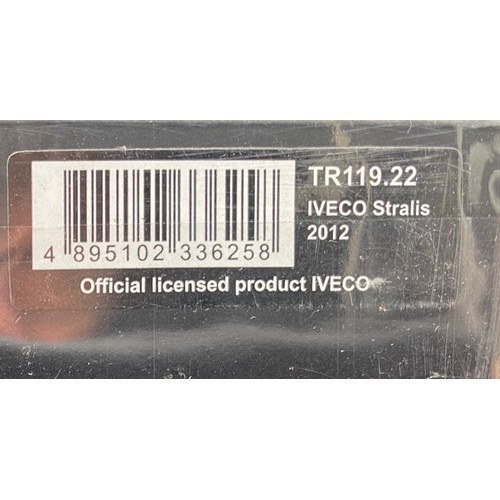 TR119.22
IVECO Stralis
2012
4 895102 336258
Official licensed product IVECO